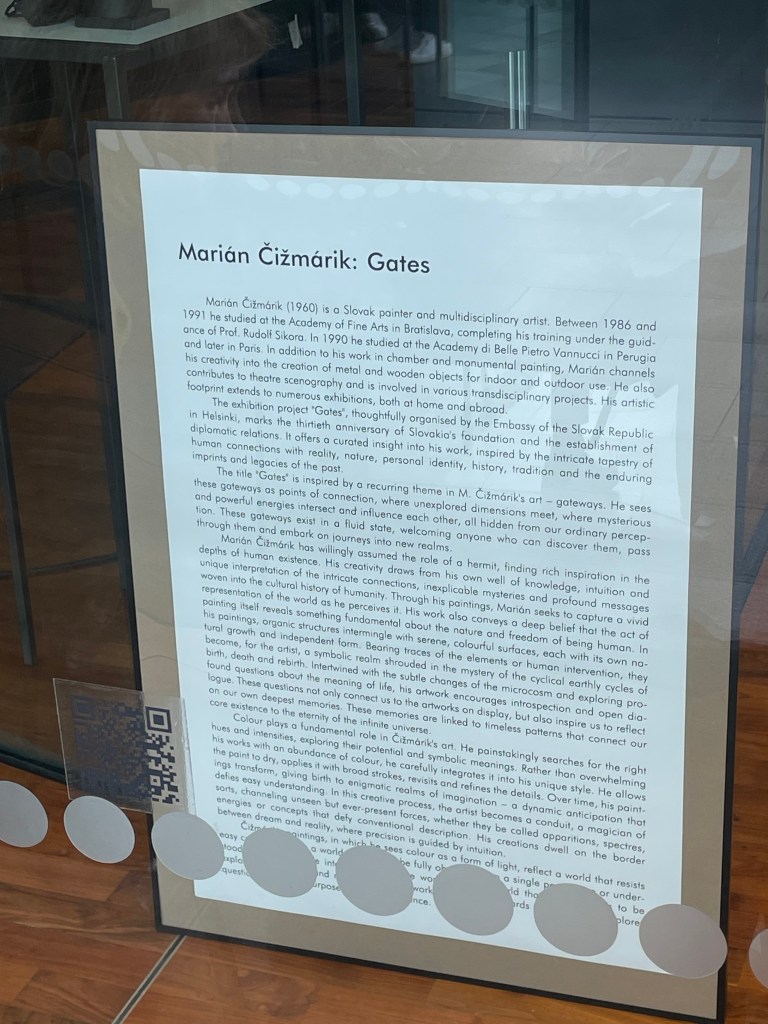 Marián Čižmárik: Gates
Marián Čižmárik (1960) is a Slovak painter and multidisciplinary artist. Between 1986 and
1991 he studied at the Academy of Fine Arts in Bratislava, completing his training under the guid-
ance of Prof. Rudolf Sikora. In 1990 he studied at the Academy di Belle Pietro Vannucci in Perugia
and later in Paris. In addition to his work in chamber and monumental painting, Marián channels
his creativity into the creation of metal and wooden objects for indoor and outdoor use. He also
contributes to theatre scenography and is involved in various transdisciplinary projects. His artistic
footprint extends to numerous exhibitions, both at home and abroad.
The exhibition project "Gates", thoughtfully organised by the Embassy of the Slovak Republic
in Helsinki, marks the thirtieth anniversary of Slovakia's foundation and the establishment of
diplomatic relations. It offers a curated insight into his work, inspired by the intricate tapestry of
human connections with reality, nature, personal identity, history, tradition and the enduring
imprints and legacies of the past.
The title "Gates" is inspired by a recurring theme in M. Čižmárik's art – gateways. He sees
these gateways as points of connection, where unexplored dimensions meet, where mysterious
and powerful energies intersect and influence each other, all hidden from our ordinary percep-
tion. These gateways exist in a fluid state, welcoming anyone who can discover them, pass
through them and embark on journeys into new realms.
Marián Čižmárik has willingly assumed the role of a hermit, finding rich inspiration in the
depths of human existence. His creativity draws from his own well of knowledge, intuition and
unique interpretation of the intricate connections, inexplicable mysteries and profound messages
woven into the cultural history of humanity. Through his paintings, Marián seeks to capture a vivid
representation of the world as he perceives it. His work also conveys a deep belief that the act of
painting itself reveals something fundamental about the nature and freedom of being human. In
his paintings, organic structures intermingle with serene, colourful surfaces, each with its own na-
tural growth and independent form. Bearing traces of the elements or human intervention, they
become, for the artist, a symbolic realm shrouded in the mystery of the cyclical earthly cycles of
birth, death and rebirth. Intertwined with the subtle changes of the microcosm and exploring pro-
found questions about the meaning of life, his artwork encourages introspection and open dia-
logue. These questions not only connect us to the artworks on display, but also inspire us to reflect
on our own deepest memories. These memories are linked to timeless patterns that connect our
core existence to the eternity of the infinite universe.
Colour plays a fundamental role in Čižmárik's art. He painstakingly searches for the right
hues and intensities, exploring their potential and symbolic meanings. Rather than overwhelming
his works with an abundance of colour, he carefully integrates it into his unique style. He allows
the paint to dry, applies it with broad strokes, revisits and refines the details. Over time, his paint-
ings transform, giving birth to enigmatic realms of imagination – a dynamic anticipation that
defies easy understanding. In this creative process, the artist becomes a conduit, a magician of
sorts, channeling unseen but ever-present forces, whether they be called apparitions, spectres,
energies or concepts that defy conventional description. His creations dwell on the border
between dream and reality, where precision is guided by intuition.
paintings, in which sees colour as a form of light, reflect a world that resists
easy a world be fully a single or under-
to be